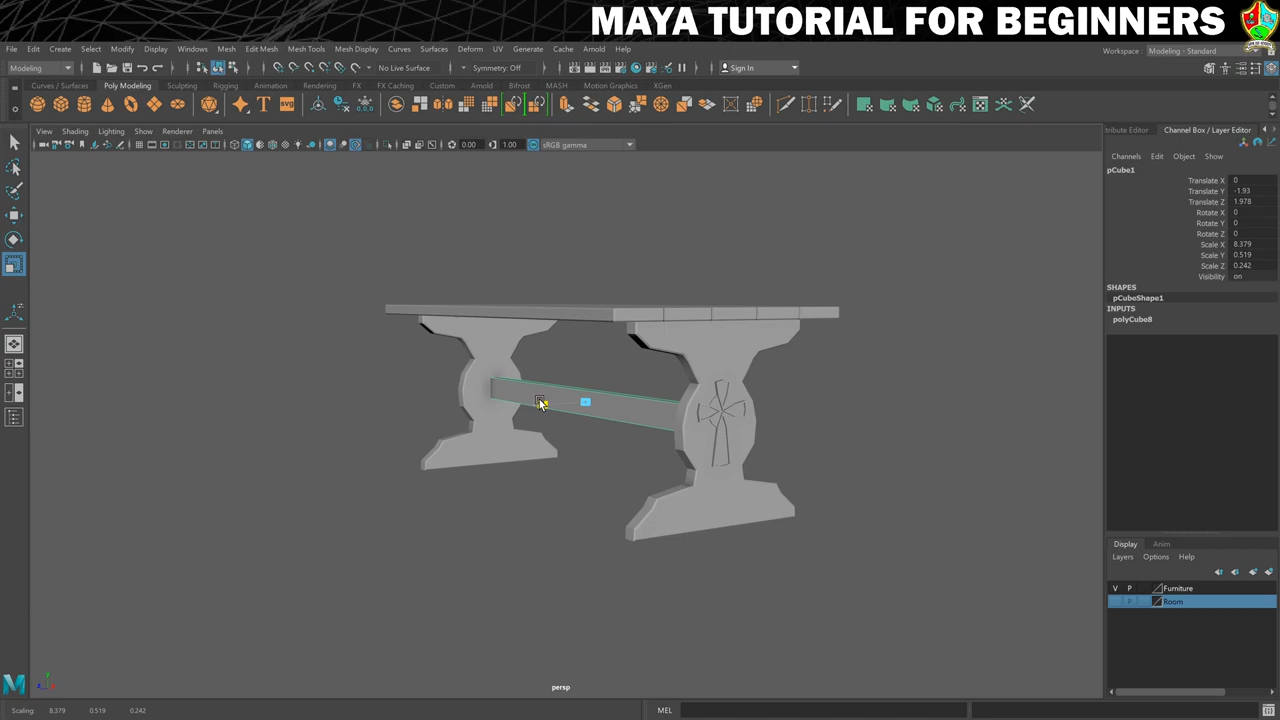 MAYA TUTORIAL FOR BEGINNERS
File Edit Create Select Modify Display Windows Mesh Edit Mesh Mesh Tools Mesh Display Curves Surfaces Deform UV Generate Cache Arnold Help
Workspace : Modeling - Standard
Modeling No Live Surface Symmetry: Off Sign In
Curves / Surfaces Poly Modeling Sculpting Rigging Animation Rendering FX FX Caching Custom Arnold Bifrost MASH Motion Graphics XGen
View Shading Lighting Show Renderer Panels
tribute Editor Channel Box / Layer Editor
0.00 1.00 sRGB gamma
Channels Edit Object Show
pCube1
Translate X 0
Translate Y -1.93
Translate Z 1.978
Rotate X 0
Rotate Y 0
Rotate Z 0
Scale X 8.379
Scale Y 0.519
Scale Z 0.242
Visibility on
SHAPES
pCubeShape1
INPUTS
polyCube8
Display Anim
Layers Options Help
V P Furniture
P Room
persp
Scaling: 8.379 0.519 0.242
MEL